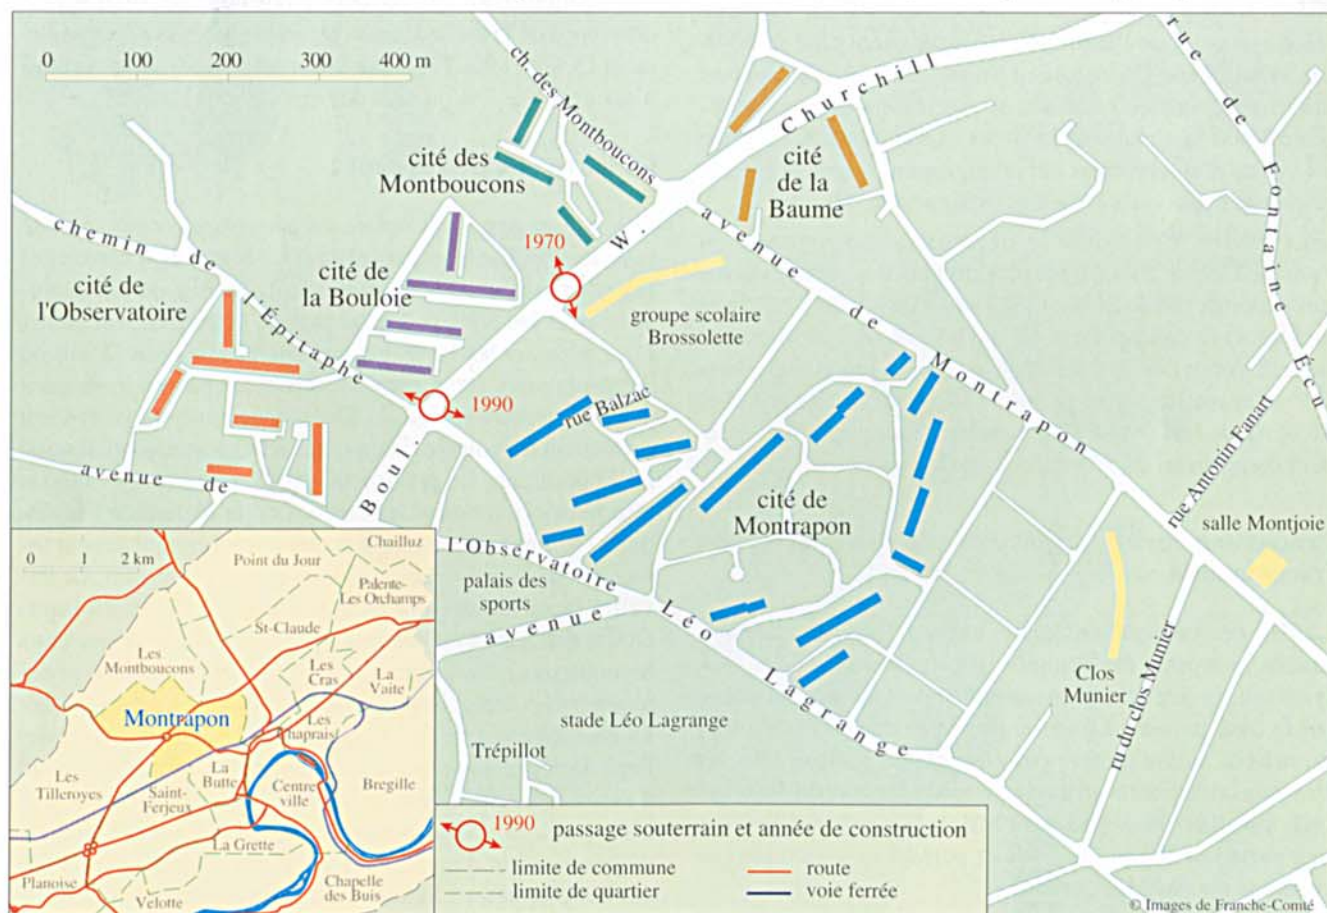 0 100 200 300 400 m
ch. des Montboucons
rue de Fontaine Écu
Boul. W. Churchill
cité des
Montboucons
cité
de la
Baume
chemin de l'Épitaphe
1970
cité de
la Bouloie
cité de
l'Observatoire
avenue de Montrapon
groupe scolaire
Brossolette
1990
rue Balzac
rue Antonin Fanart
avenue de l'Observatoire
cité de
Montrapon
salle Montjoie
palais des
sports
avenue Léo Lagrange
Clos
Munier
ru du clos Munier
stade Léo Lagrange
Trépillot
0 1 2 km
Chailluz
Point du Jour
Palente-
Les Orchamps
St-Claude
Les
Montboucons
Les
Cras
La
Vaite
Montrapon
Les
Chaprais
Les
Tilleroyes
La
Butte
Saint-
Ferjeux
Centre
ville
Bregille
La Grette
Planoise
Velotte
Chapelle
des Buis
1990 passage souterrain et année de construction
limite de commune
route
limite de quartier
voie ferrée
© Images de Franche-Comté